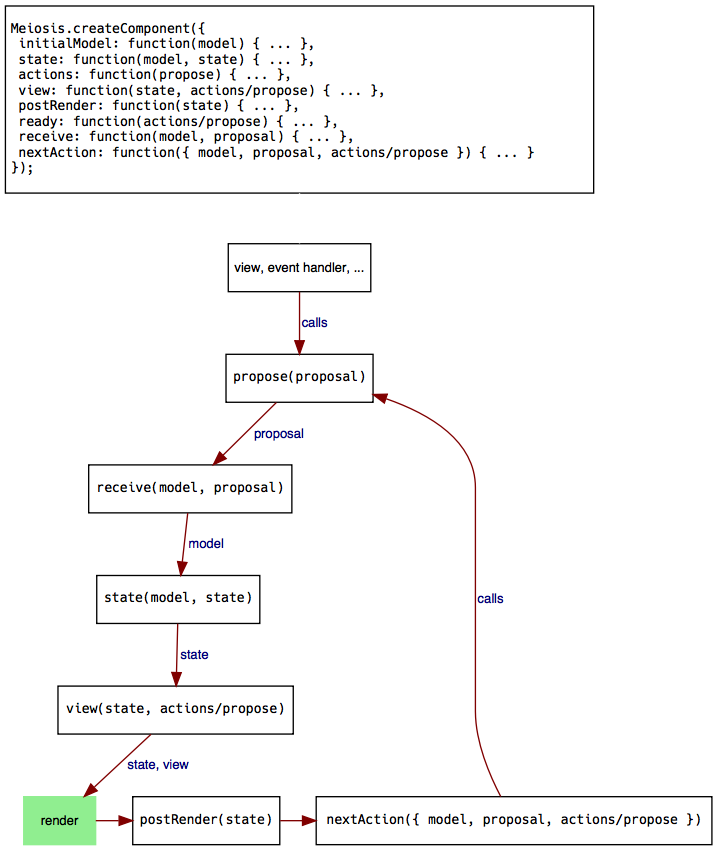 Meiosis.createComponent({
initialModel: function(model) { ... },
state: function(model, state) { ... },
actions: function(propose) { ... },
view: function(state, actions/propose) { ... },
postRender: function(state) { ... },
ready: function(actions/propose) { ... },
receive: function(model, proposal) { ... },
nextAction: function({ model, proposal, actions/propose }) { ... }
});
view, event handler, ...
calls
propose(proposal)
proposal
receive(model, proposal)
model
state(model, state)
calls
state
view(state, actions/propose)
state, view
render
postRender(state)
nextAction({ model, proposal, actions/propose })